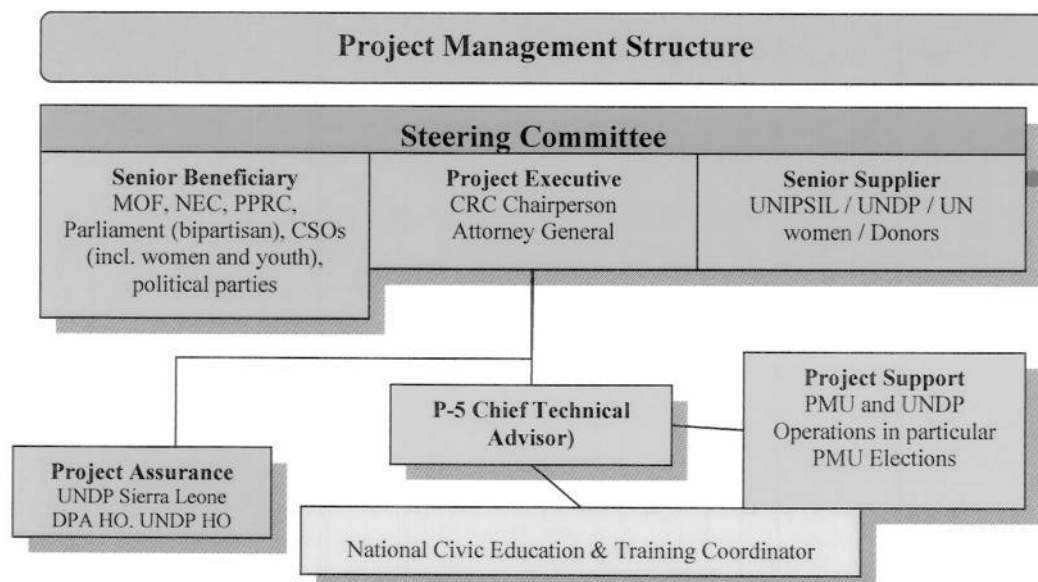 Project Management Structure
Steering Committee
Senior Beneficiary
MOF, NEC, PPRC,
Parliament (bipartisan), CSOs
(incl. women and youth),
political parties
Project Executive
CRC Chairperson
Attorney General
Senior Supplier
UNIPSIL / UNDP / UN
women / Donors
P-5 Chief Technical
Advisor)
Project Support
PMU and UNDP
Operations in particular
PMU Elections
Project Assurance
UNDP Sierra Leone
DPA HO. UNDP HO
National Civic Education & Training Coordinator